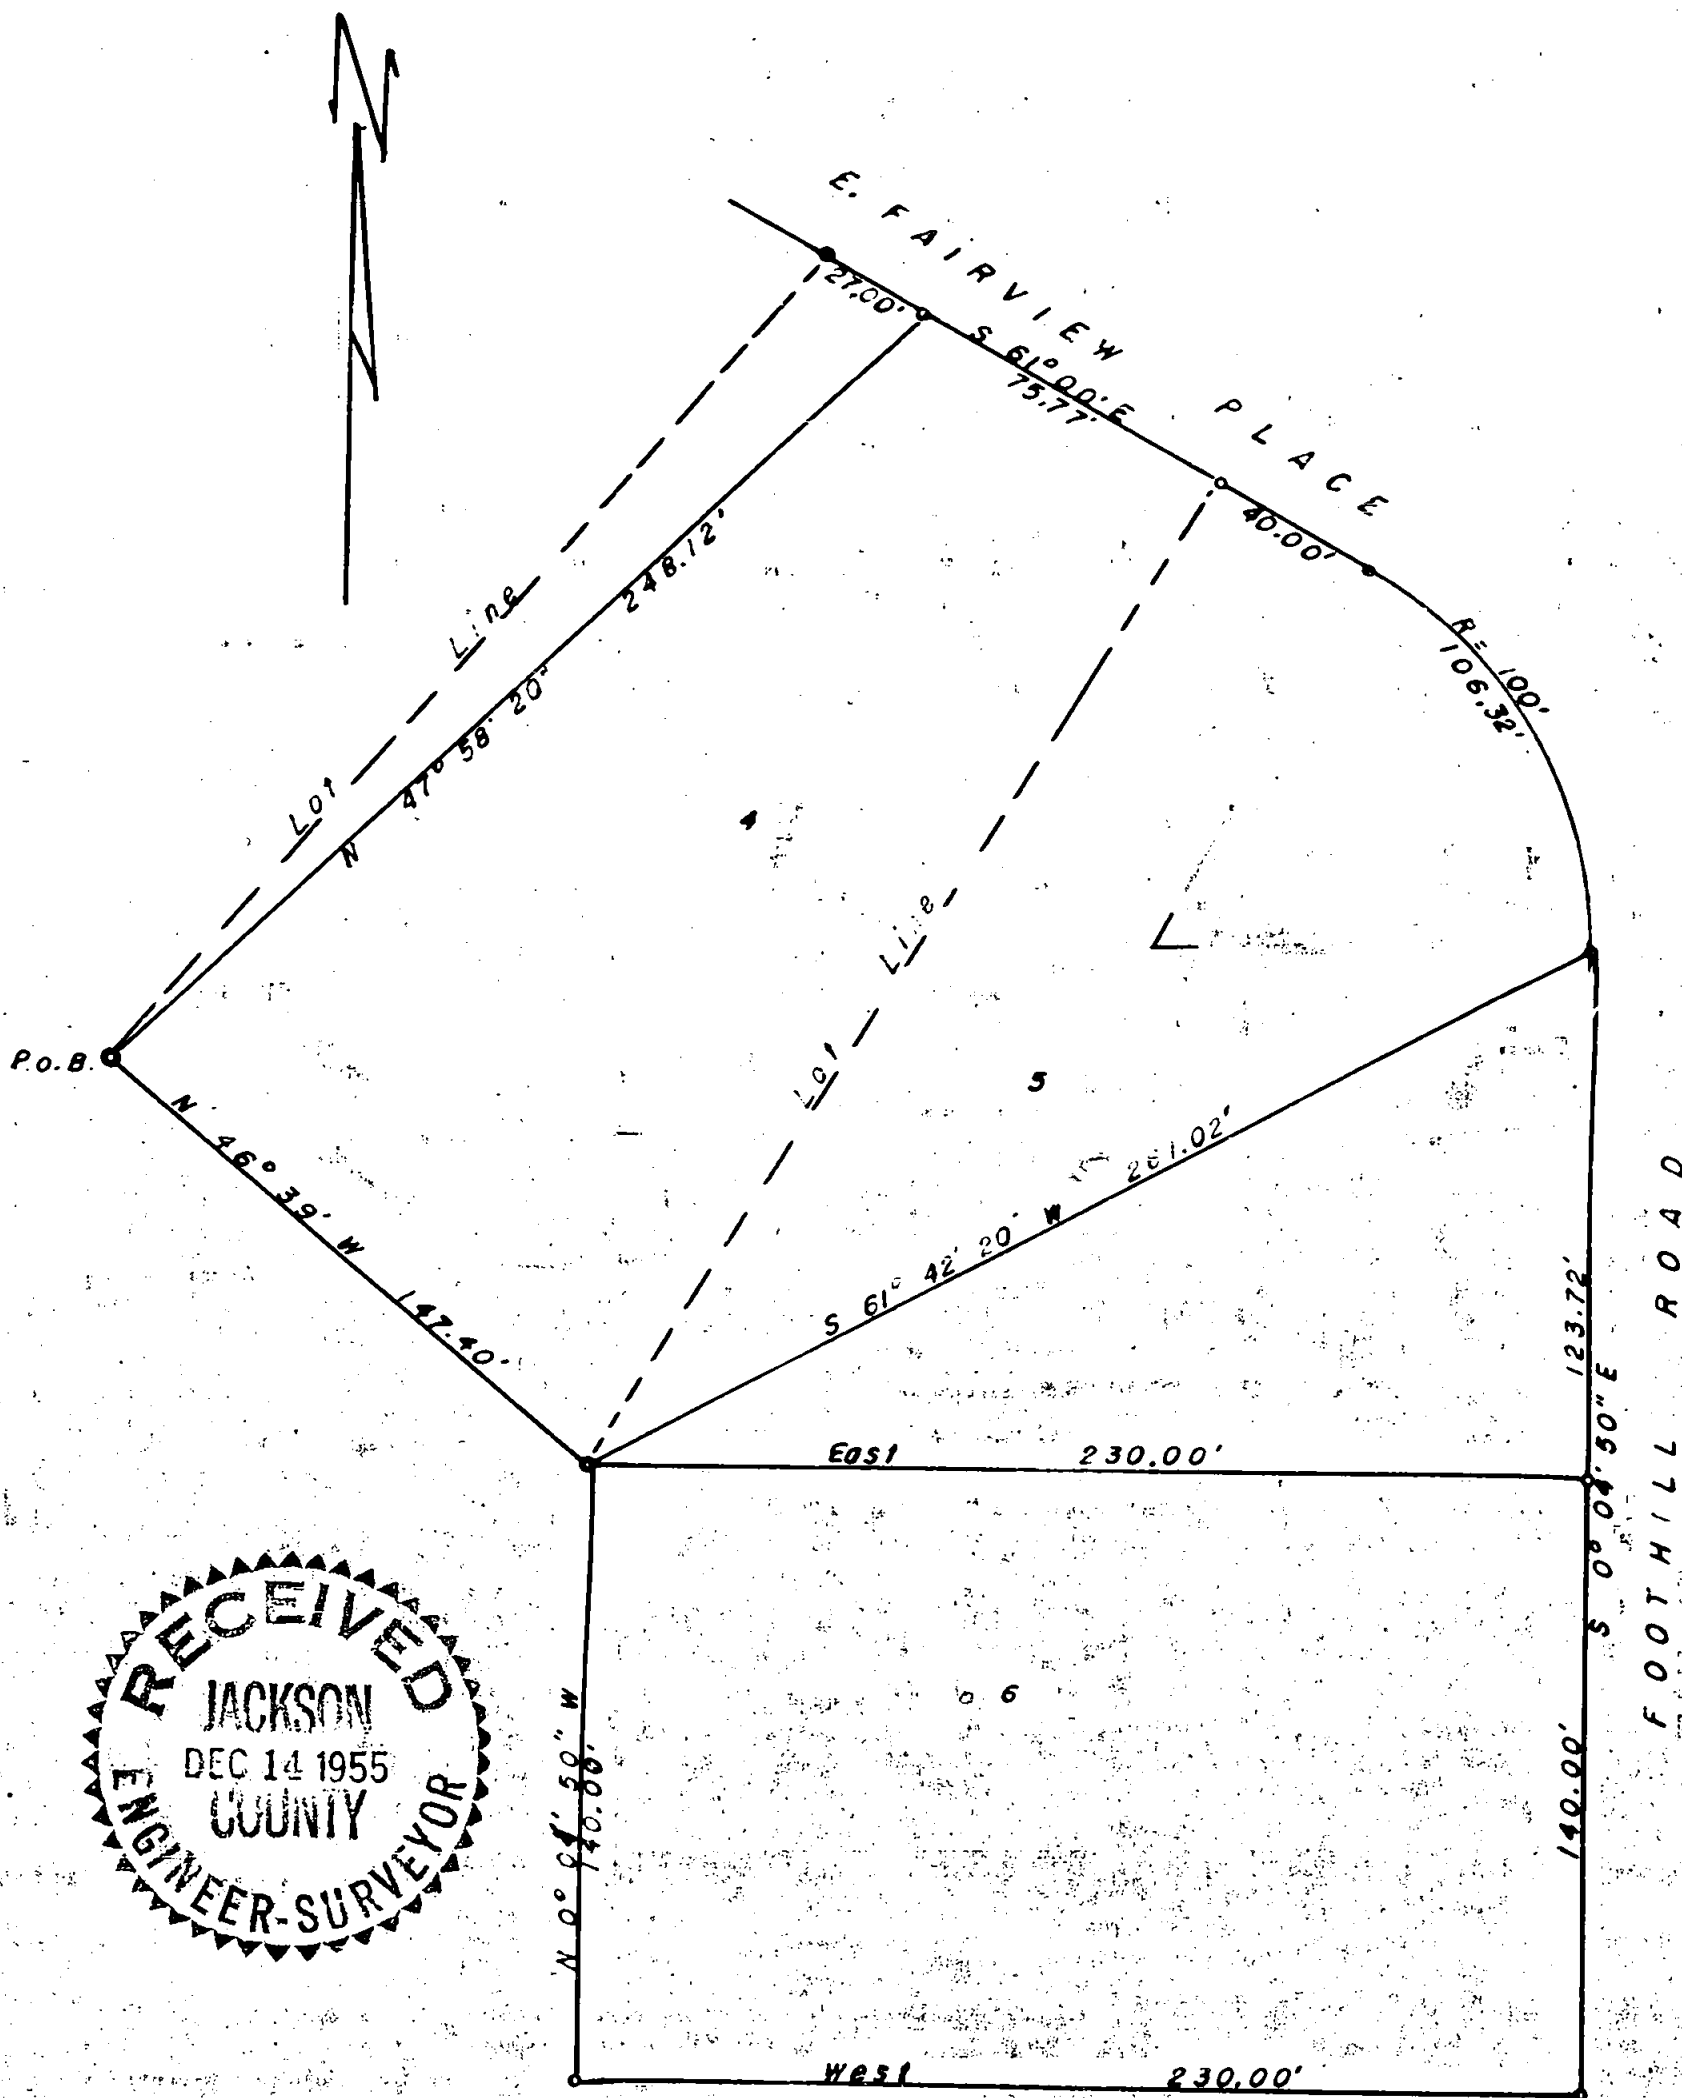 N
E. FAIRVIEW PLACE
27.00'
S 61°00' E
75.77'
40.00'
R = 100'
106.32'
Lot Line
N 47° 58' 20" 248.12'
4
Lot Line
5
P.O.B.
N 46° 39' W 147.40'
S 61° 42' 20" W 261.02'
123.72'
S 0° 04' 50" E
FOOTHILL ROAD
East 230.00'
6
N 0° 04' 50" W
140.00'
140.00'
West 230.00'
RECEIVED
JACKSON
DEC 14 1955
COUNTY
ENGINEER-SURVEYOR